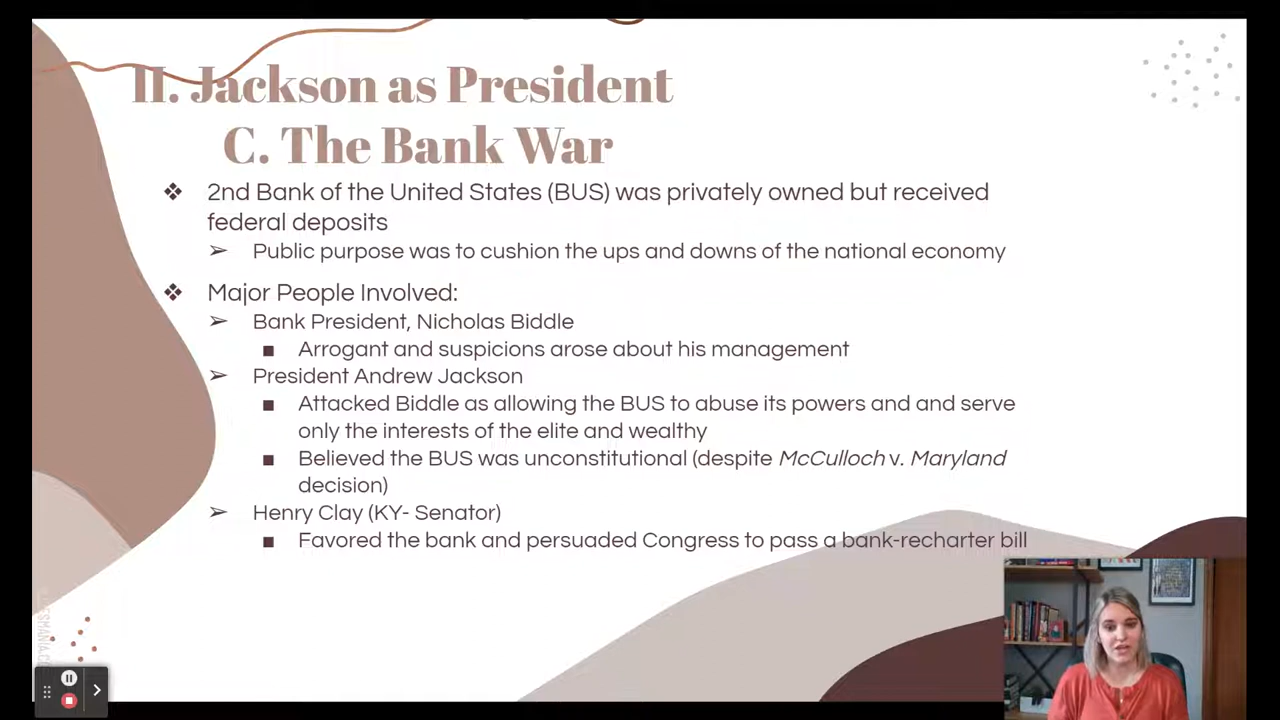 II. Jackson as President
C. The Bank War
❖ 2nd Bank of the United States (BUS) was privately owned but received
federal deposits
➢ Public purpose was to cushion the ups and downs of the national economy
❖ Major People Involved:
➢ Bank President, Nicholas Biddle
■ Arrogant and suspicions arose about his management
➢ President Andrew Jackson
■ Attacked Biddle as allowing the BUS to abuse its powers and and serve
only the interests of the elite and wealthy
■ Believed the BUS was unconstitutional (despite McCulloch v. Maryland
decision)
➢ Henry Clay (KY- Senator)
■ Favored the bank and persuaded Congress to pass a bank-recharter bill